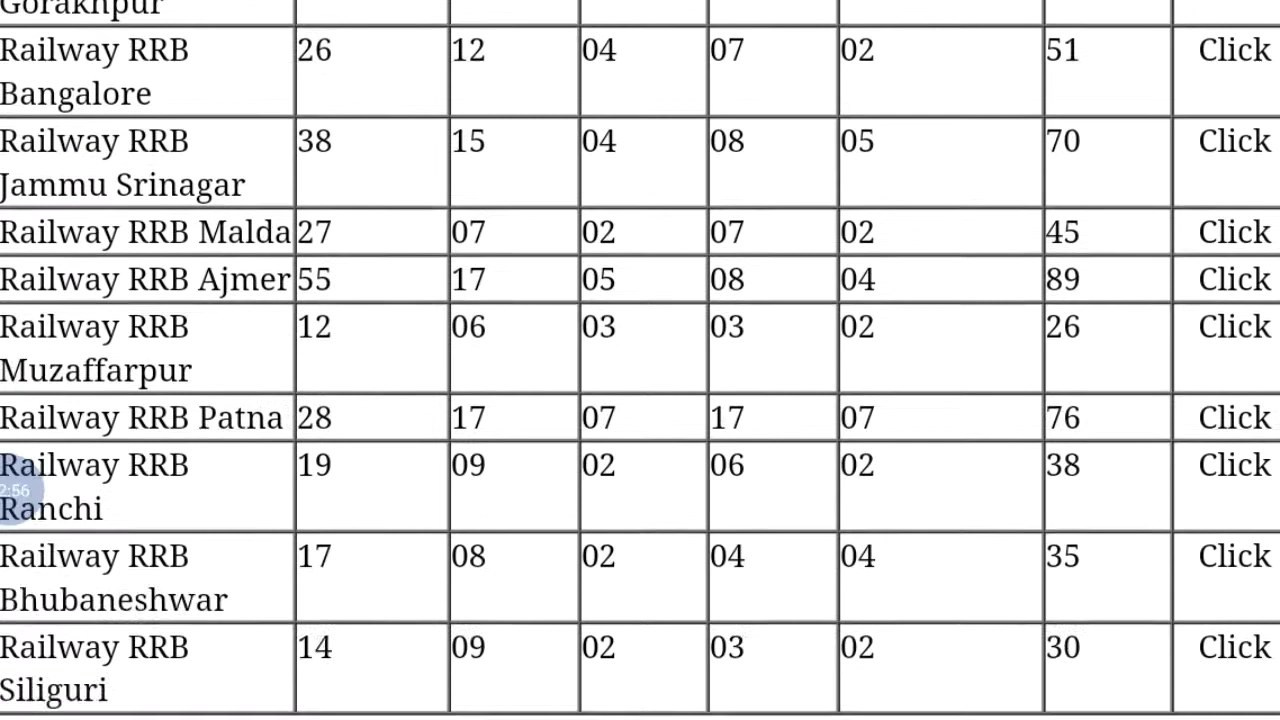 Gorakhpur
Railway RRB 26 12 04 07 02 51 Click
Bangalore
Railway RRB 38 15 04 08 05 70 Click
Jammu Srinagar
Railway RRB Malda 27 07 02 07 02 45 Click
Railway RRB Ajmer 55 17 05 08 04 89 Click
Railway RRB 12 06 03 03 02 26 Click
Muzaffarpur
Railway RRB Patna 28 17 07 17 07 76 Click
Railway RRB 19 09 02 06 02 38 Click
2:56
Ranchi
Railway RRB 17 08 02 04 04 35 Click
Bhubaneshwar
Railway RRB 14 09 02 03 02 30 Click
Siliguri